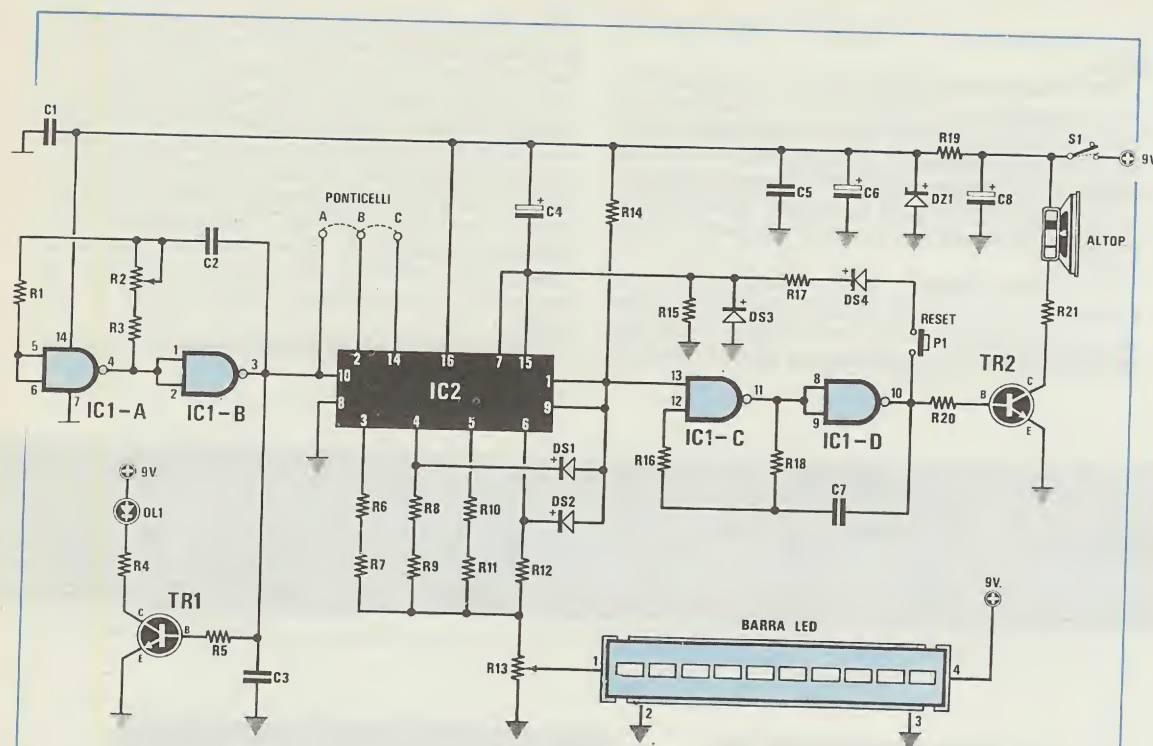 C1
R19
S1
9V.
PONTICELLI
A B C
C2
C4
R14
C5
C6
DZ1
C8
ALTOP.
R1
R2
R3
R15
DS3
R17
DS4
RESET
P1
R21
TR2
14
5
6
4
7
IC1-A
1
2
3
IC1-B
2 14 16 7 15
10
8
IC2
1
9
3 4 5 6
13
12
11
IC1-C
8
9
10
IC1-D
R20
B
C
E
R16
R18
C7
DS1
DS2
9V.
DL1
R4
TR1
C
B
E
R5
C3
R6
R7
R8
R9
R10
R11
R12
R13
BARRA LED
9V.
1
4
2
3